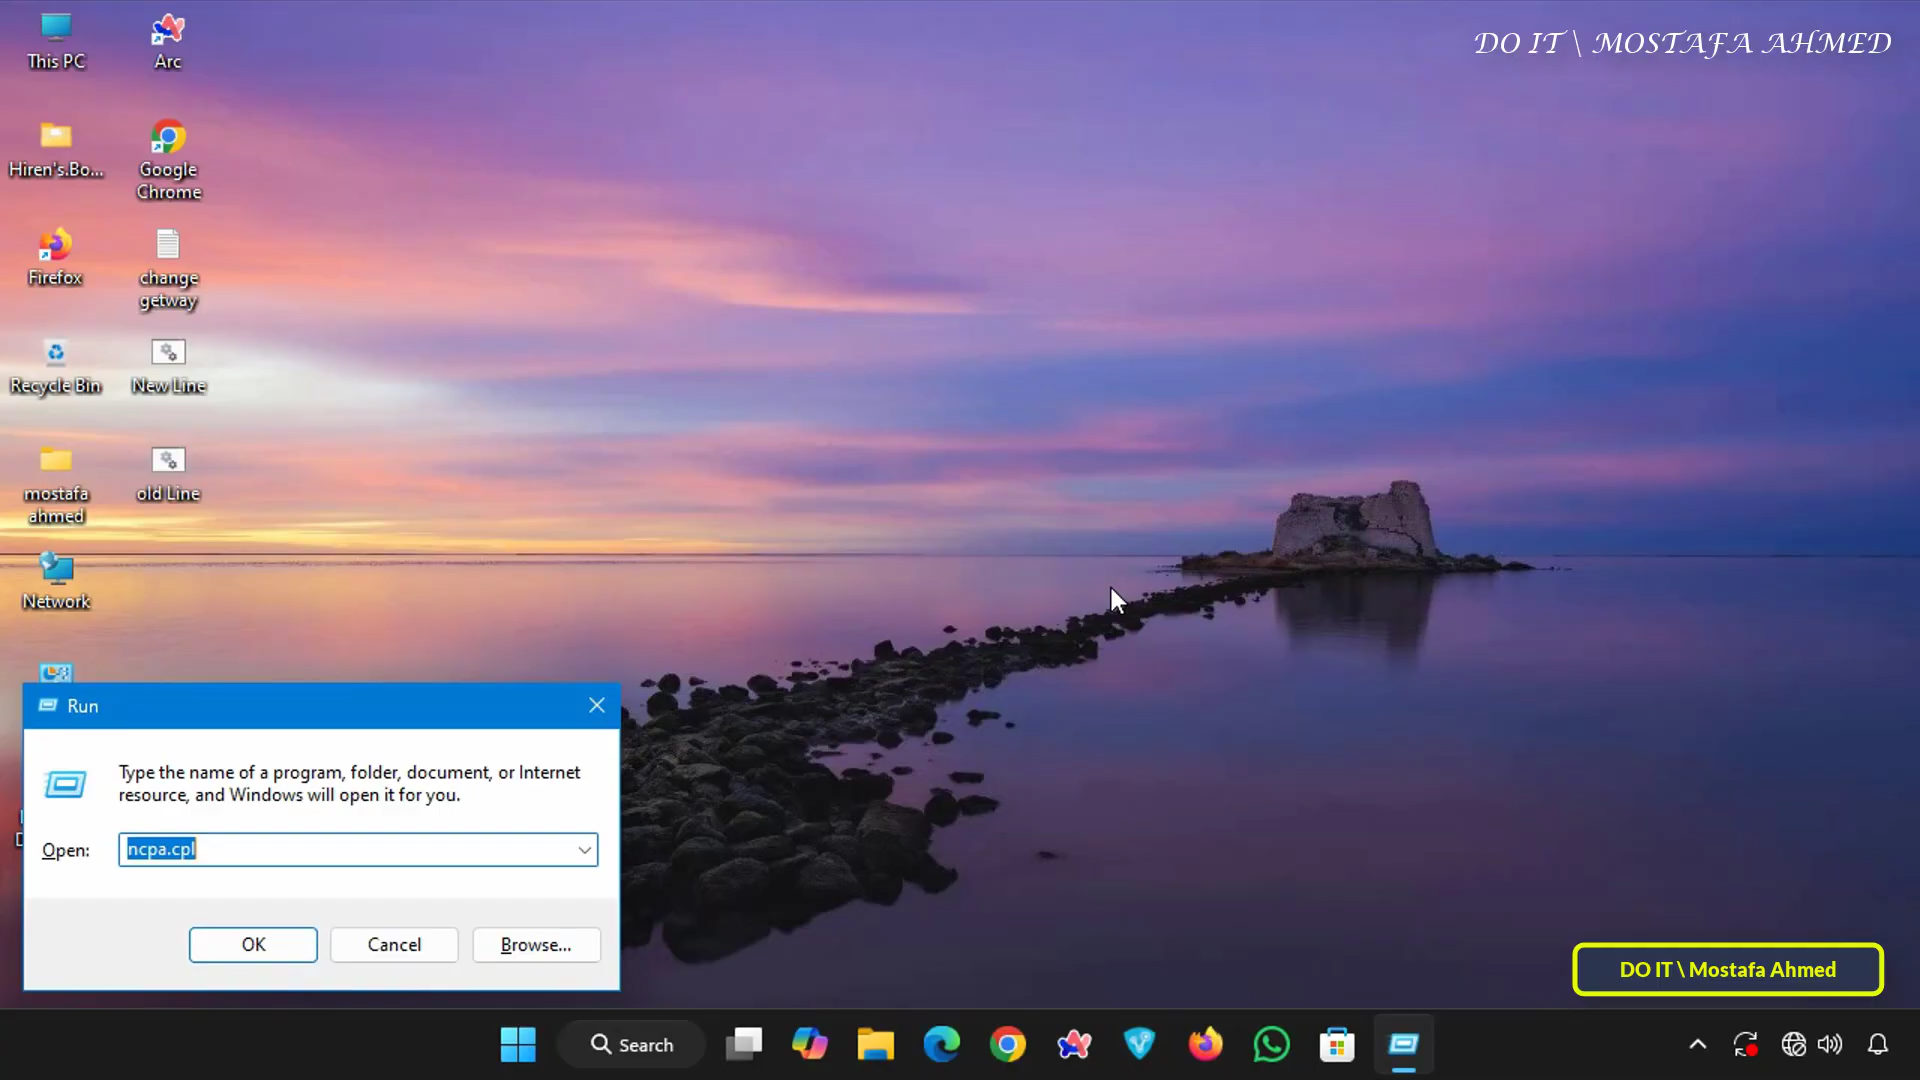 DO IT \ MOSTAFA AHMED
This PC
Arc
Hiren's.Bo...
Google
Chrome
Firefox
change
getway
Recycle Bin
New Line
mostafa
ahmed
old Line
Network
Run
Type the name of a program, folder, document, or Internet
resource, and Windows will open it for you.
Open:
ncpa.cpl
OK
Cancel
Browse...
DO IT \ Mostafa Ahmed
Search